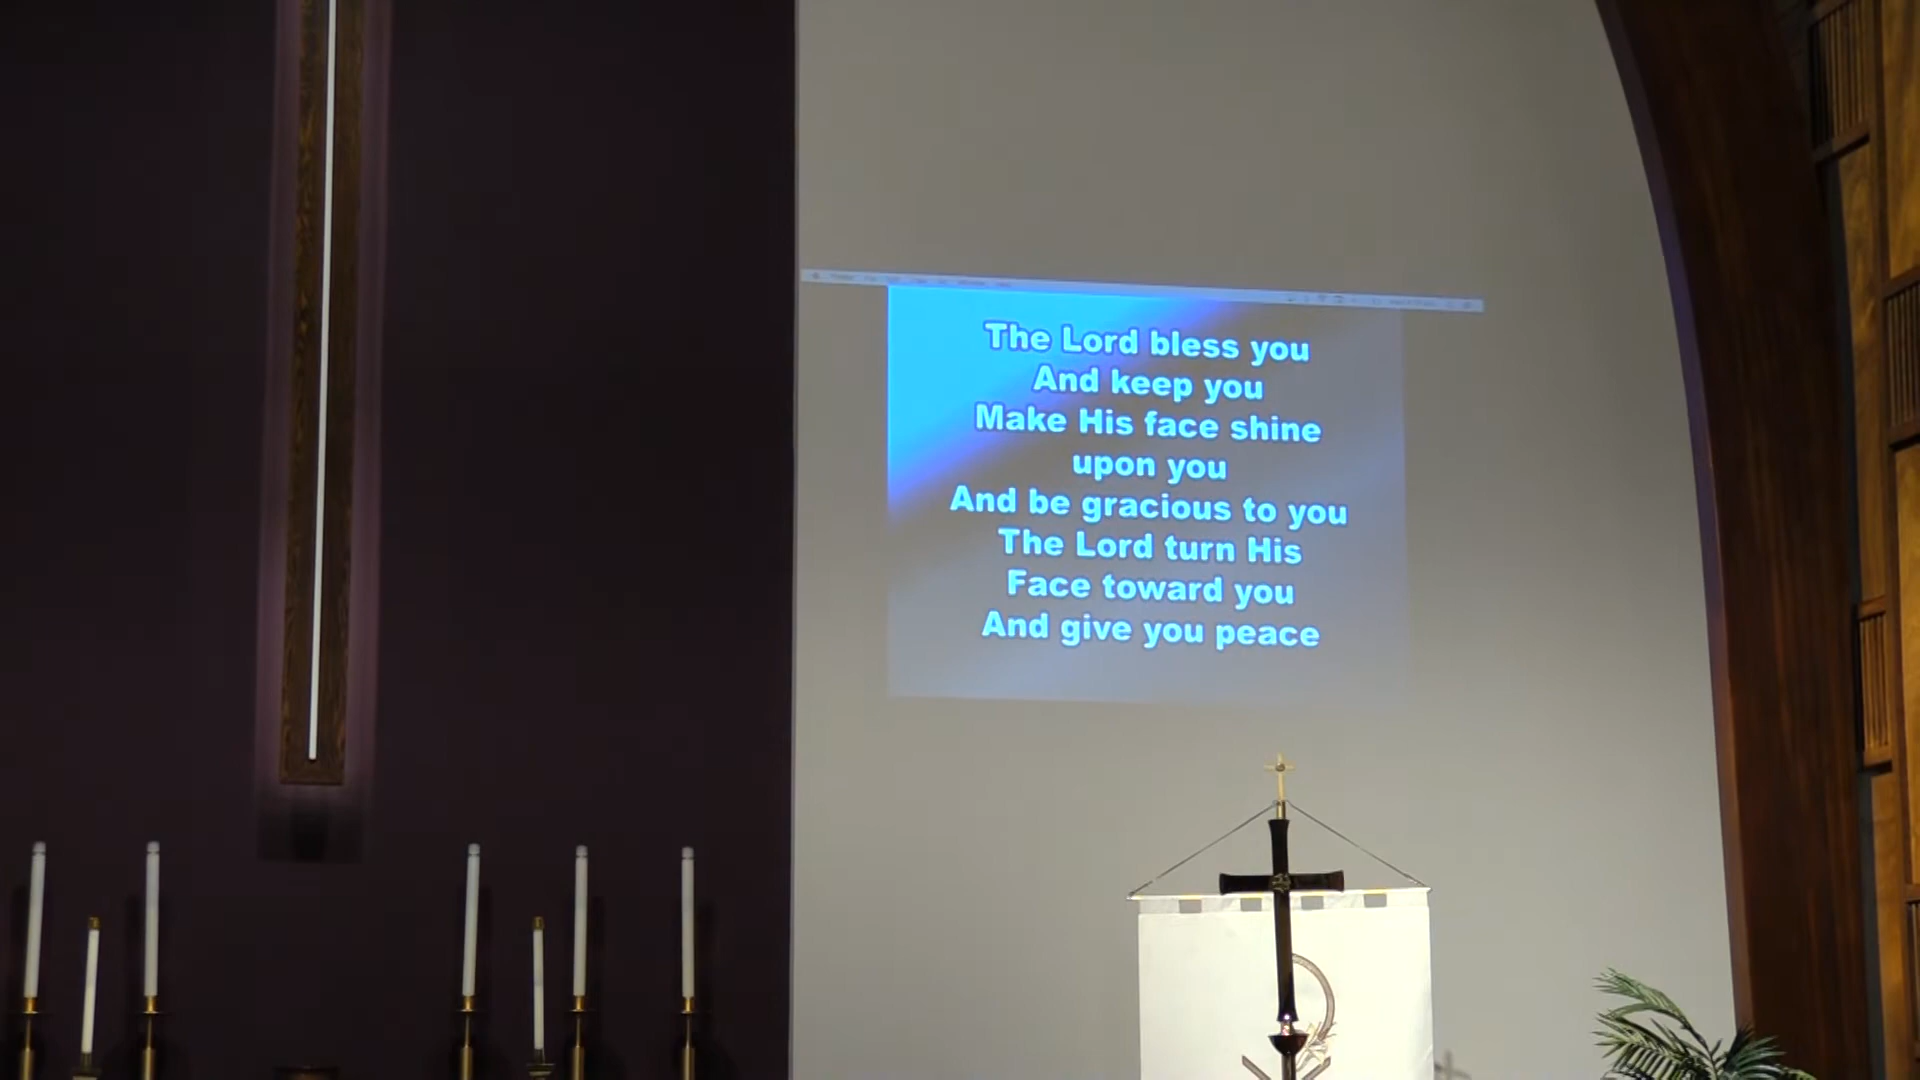 The Lord bless you
And keep you
Make His face shine
upon you
And be gracious to you
The Lord turn His
Face toward you
And give you peace